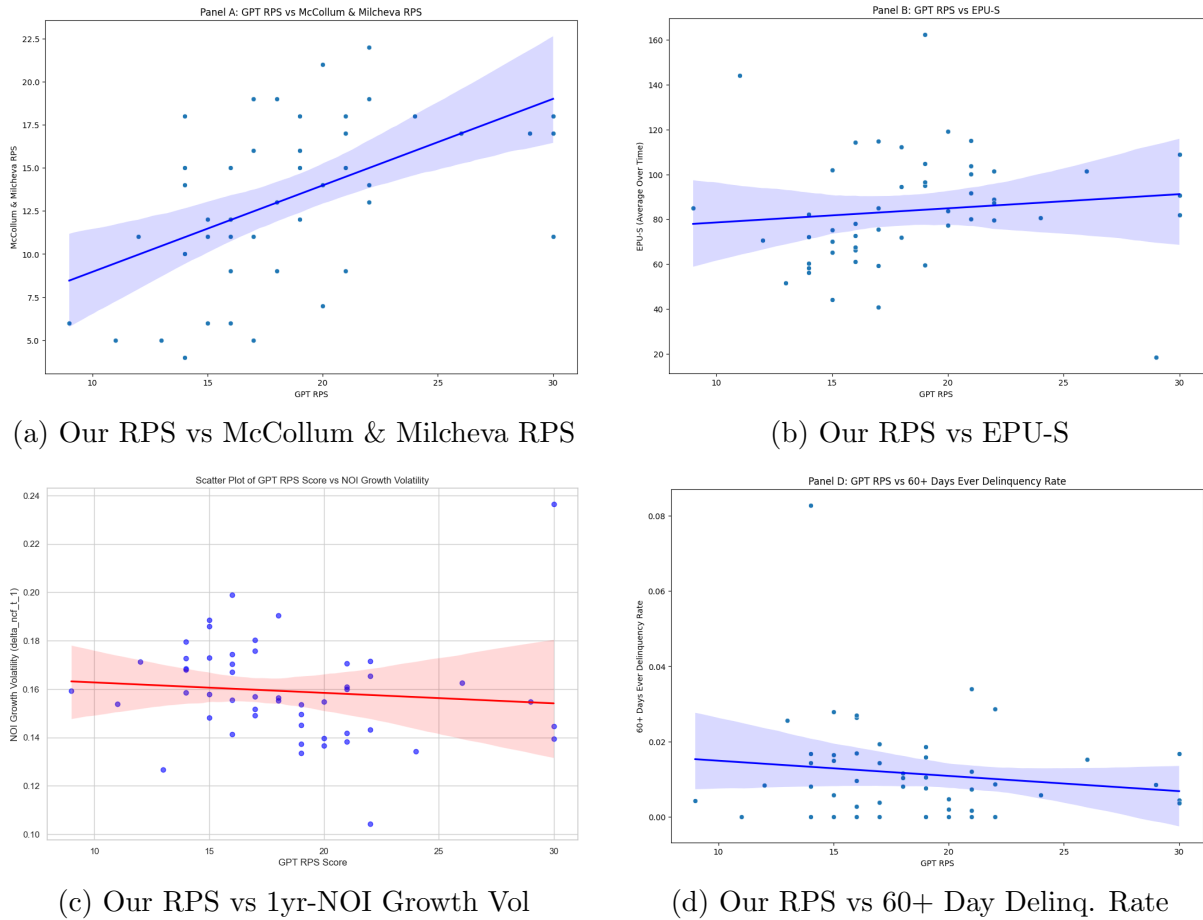 Panel A: GPT RPS vs McCollum & Milcheva RPS
McCollum & Milcheva RPS
22.5
20.0
17.5
15.0
12.5
10.0
7.5
5.0
10 15 20 25 30
GPT RPS
(a) Our RPS vs McCollum & Milcheva RPS
Panel B: GPT RPS vs EPU-S
EPU-S (Average Over Time)
160
140
120
100
80
60
40
20
10 15 20 25 30
GPT RPS
(b) Our RPS vs EPU-S
Scatter Plot of GPT RPS Score vs NOI Growth Volatility
NOI Growth Volatility (delta_ncf_t_1)
0.24
0.22
0.20
0.18
0.16
0.14
0.12
0.10
10 15 20 25 30
GPT RPS Score
(c) Our RPS vs 1yr-NOI Growth Vol
Panel D: GPT RPS vs 60+ Days Ever Delinquency Rate
60+ Days Ever Delinquency Rate
0.08
0.06
0.04
0.02
0.00
10 15 20 25 30
GPT RPS
(d) Our RPS vs 60+ Day Delinq. Rate